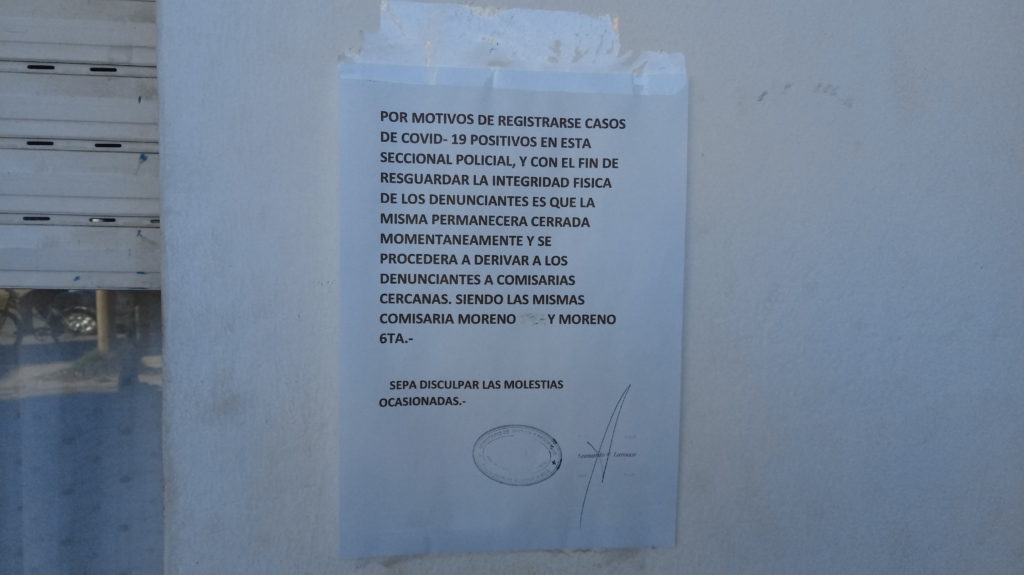 POR MOTIVOS DE REGISTRARSE CASOS
DE COVID- 19 POSITIVOS EN ESTA
SECCIONAL POLICIAL, Y CON EL FIN DE
RESGUARDAR LA INTEGRIDAD FISICA
DE LOS DENUNCIANTES ES QUE LA
MISMA PERMANECERA CERRADA
MOMENTANEAMENTE Y SE
PROCEDERA A DERIVAR A LOS
DENUNCIANTES A COMISARIAS
CERCANAS. SIENDO LAS MISMAS
COMISARIA MORENO Y MORENO
6TA.-
SEPA DISCULPAR LAS MOLESTIAS
OCASIONADAS.-